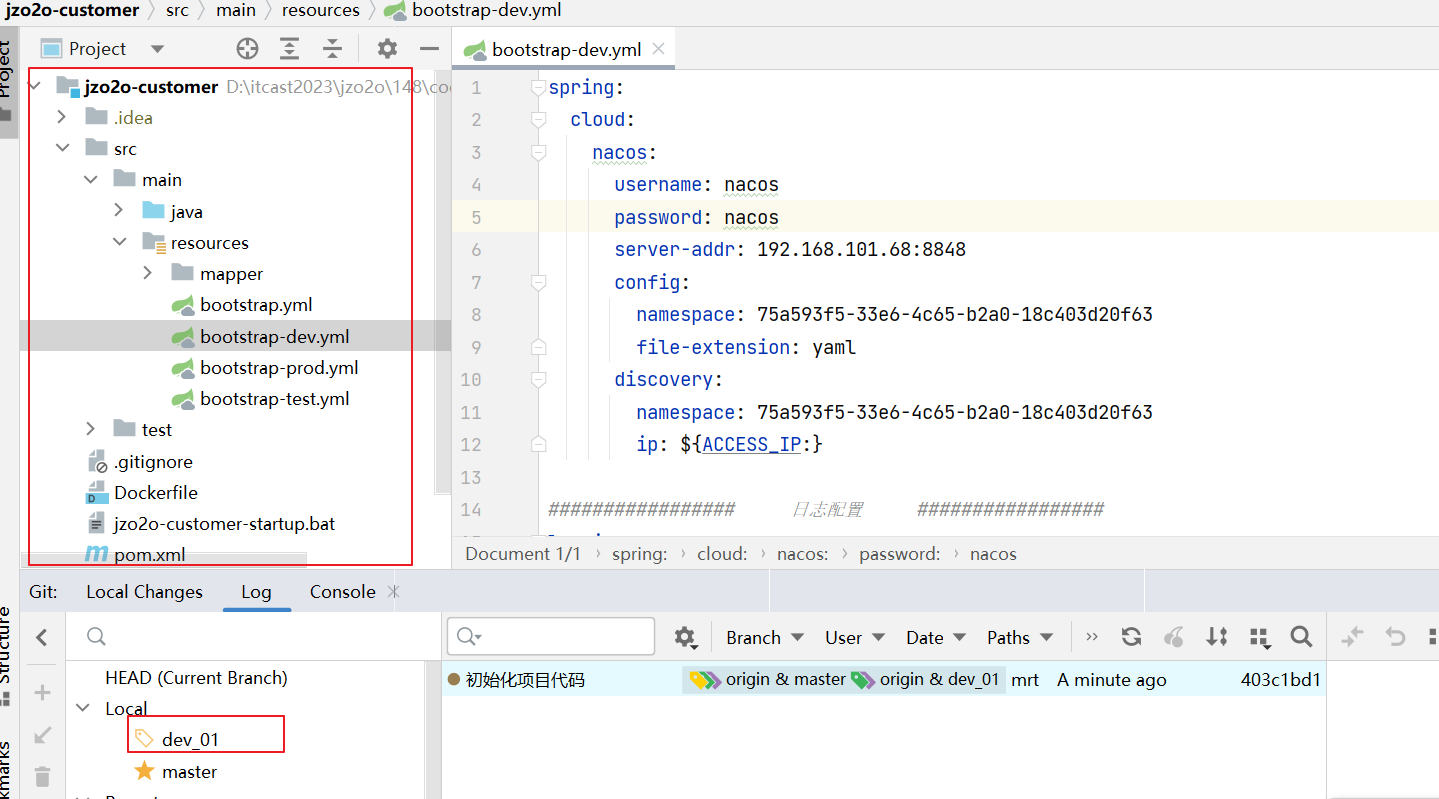 jzo2o-customer src main resources bootstrap-dev.yml
Project
Project
bootstrap-dev.yml
jzo2o-customer D:\itcast2023\jzo2o\148\co
.idea
src
main
java
resources
mapper
bootstrap.yml
bootstrap-dev.yml
bootstrap-prod.yml
bootstrap-test.yml
test
.gitignore
Dockerfile
jzo2o-customer-startup.bat
pom.xml
1 spring:
2 cloud:
3 nacos:
4 username: nacos
5 password: nacos
6 server-addr: 192.168.101.68:8848
7 config:
8 namespace: 75a593f5-33e6-4c65-b2a0-18c403d20f63
9 file-extension: yaml
10 discovery:
11 namespace: 75a593f5-33e6-4c65-b2a0-18c403d20f63
12 ip: ${ACCESS_IP:}
13
14 ################# 日志配置 #################
Document 1/1 › spring: › cloud: › nacos: › password: › nacos
Git: Local Changes Log Console
Structure
HEAD (Current Branch)
Local
dev_01
master
Branch User Date Paths
初始化项目代码 origin & master origin & dev_01 mrt A minute ago 403c1bd1